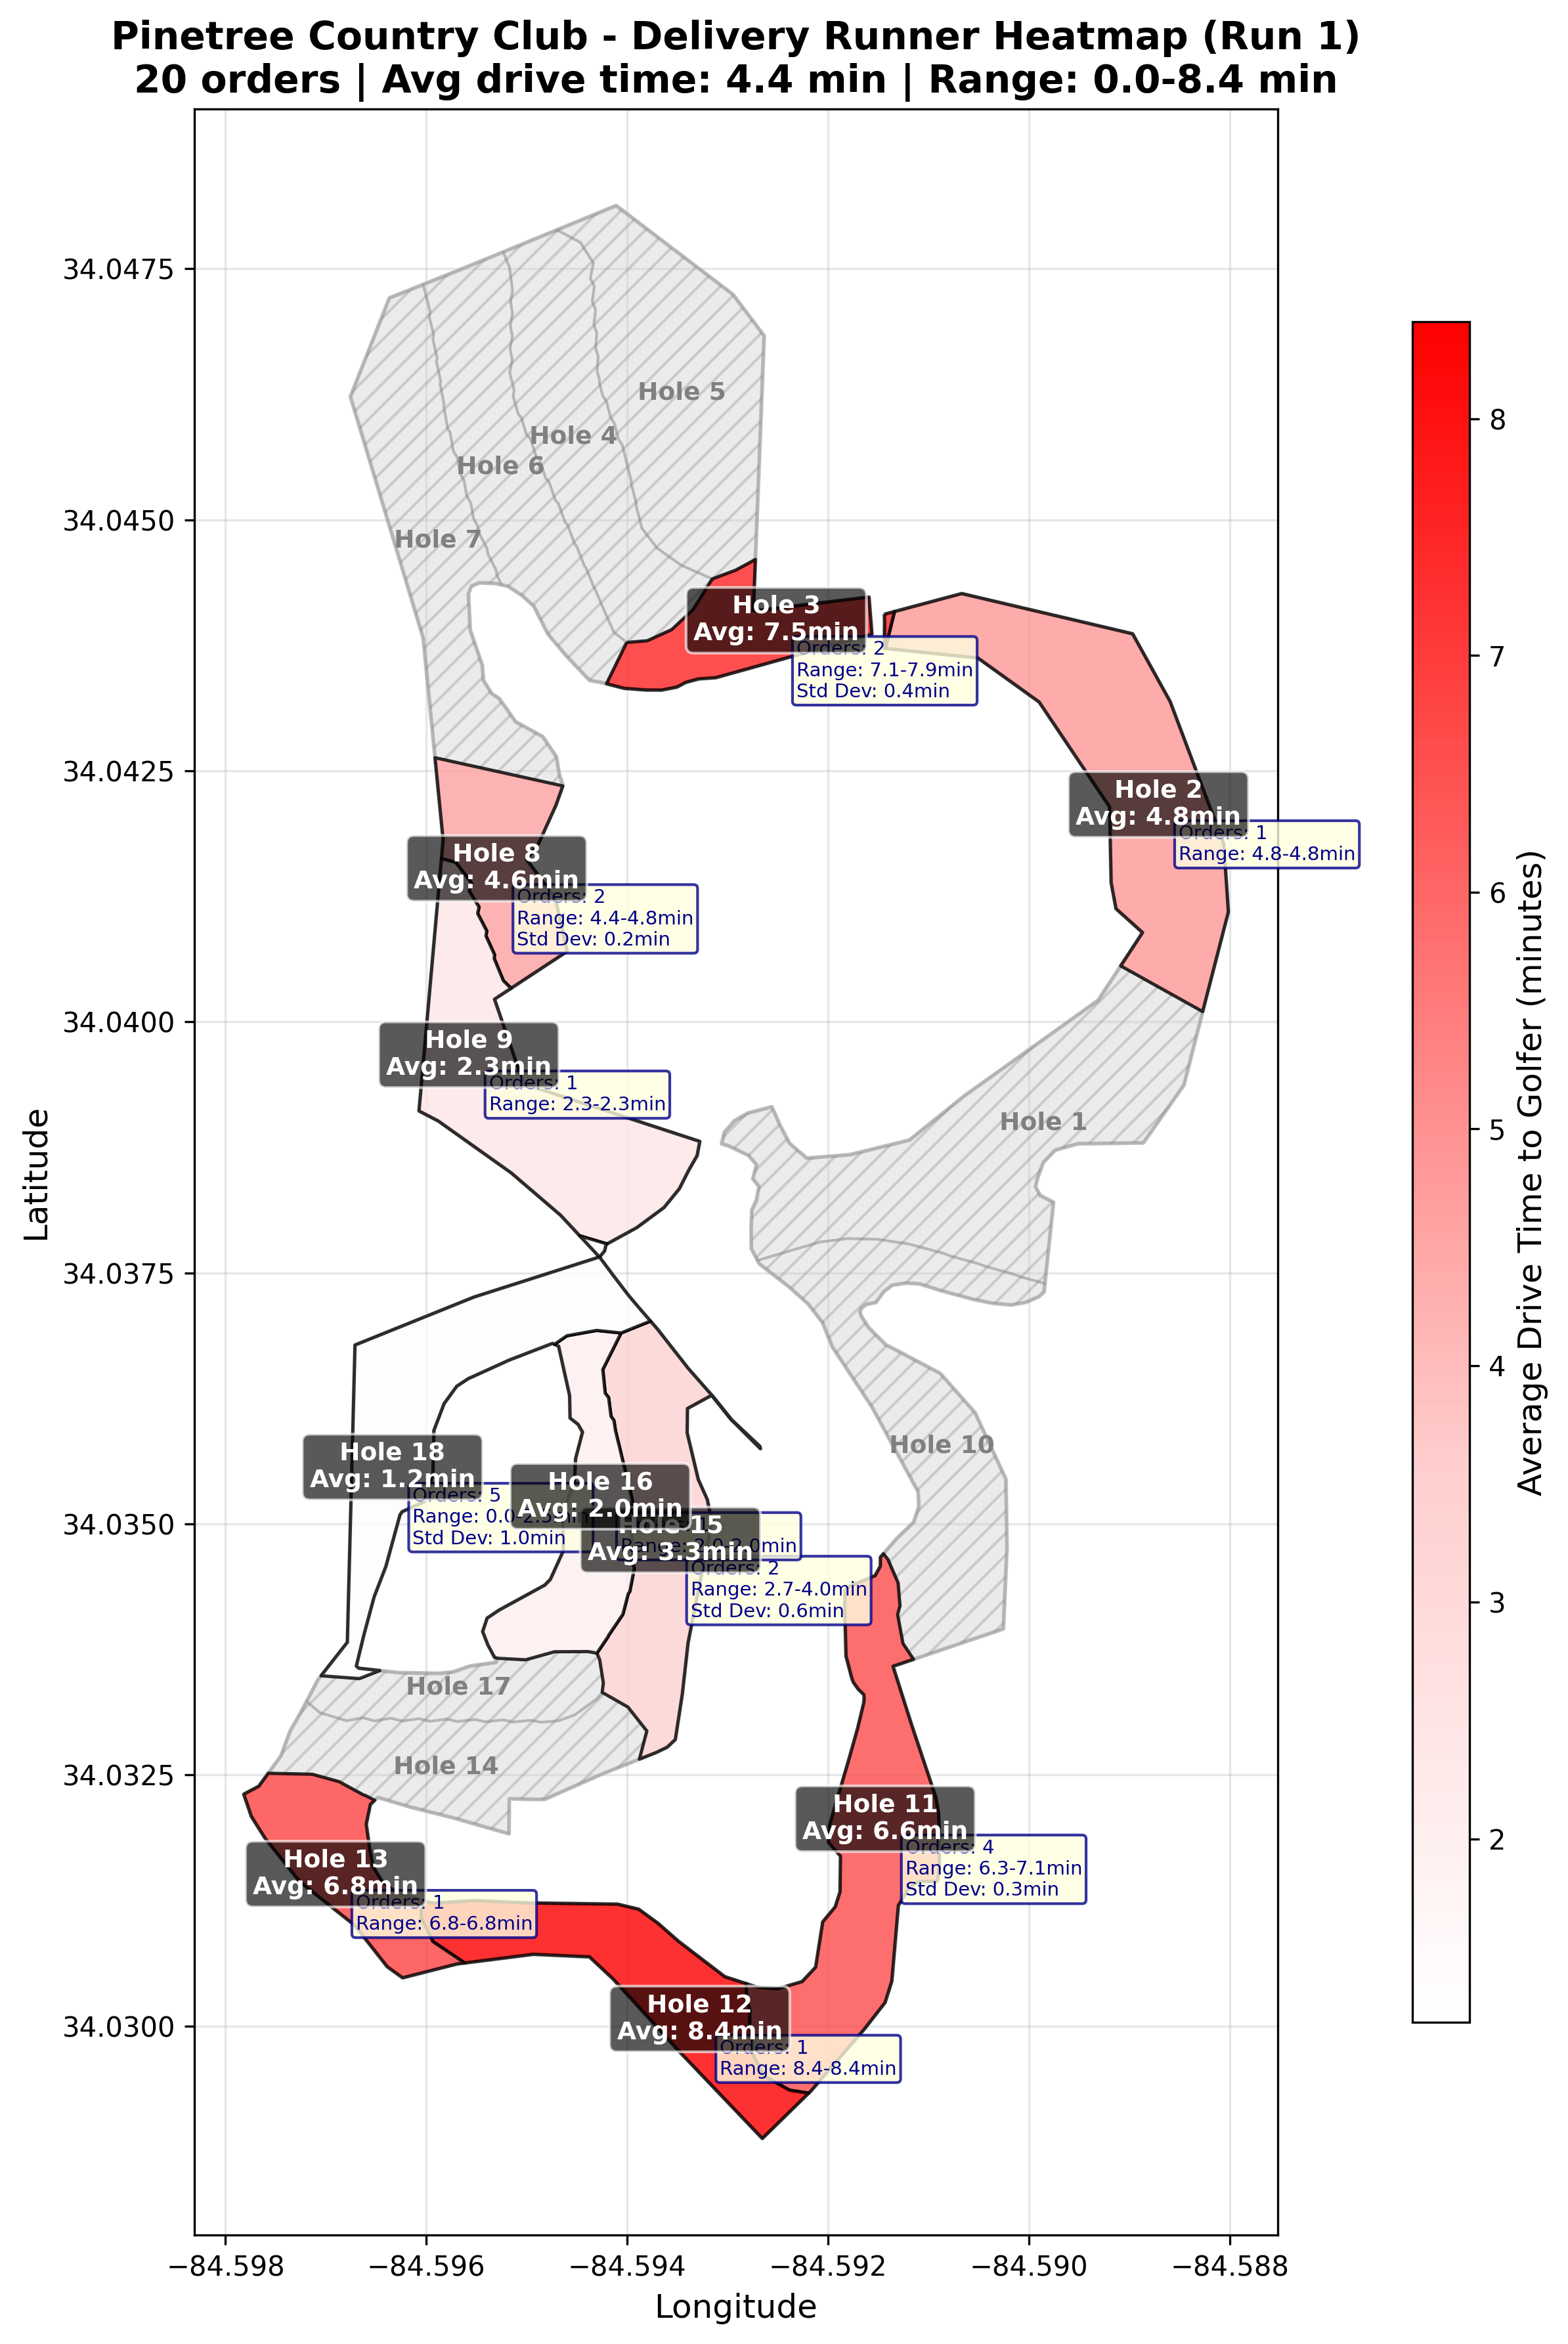 Pinetree Country Club - Delivery Runner Heatmap (Run 1)
20 orders | Avg drive time: 4.4 min | Range: 0.0-8.4 min
Latitude
34.0475
34.0450
34.0425
34.0400
34.0375
34.0350
34.0325
34.0300
Hole 5
Hole 4
Hole 6
Hole 7
Hole 3
Avg: 7.5min
Orders: 2
Range: 7.1-7.9min
Std Dev: 0.4min
Hole 2
Avg: 4.8min
Orders: 1
Range: 4.8-4.8min
Hole 8
Avg: 4.6min
Orders: 2
Range: 4.4-4.8min
Std Dev: 0.2min
Hole 9
Avg: 2.3min
Orders: 1
Range: 2.3-2.3min
Hole 1
Hole 10
Hole 18
Avg: 1.2min
Orders: 5
Range: 0.0-2.
Std Dev: 1.0min
Hole 16
Avg: 2.0min
Range: 2.0-2.0min
Hole 15
Avg: 3.3min
Orders: 2
Range: 2.7-4.0min
Std Dev: 0.6min
Hole 17
Hole 14
Hole 11
Avg: 6.6min
Orders: 4
Range: 6.3-7.1min
Std Dev: 0.3min
Hole 13
Avg: 6.8min
Orders: 1
Range: 6.8-6.8min
Hole 12
Avg: 8.4min
Orders: 1
Range: 8.4-8.4min
−84.598
−84.596
−84.594
−84.592
−84.590
−84.588
Longitude
8
7
6
5
4
3
2
Average Drive Time to Golfer (minutes)